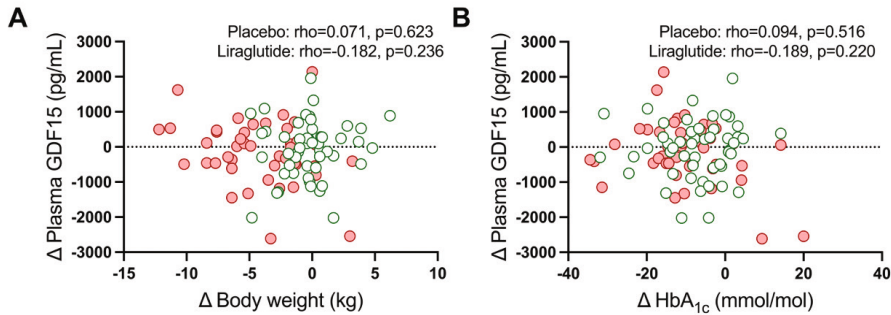 A
Placebo: rho=0.071, p=0.623
Liraglutide: rho=-0.182, p=0.236
Δ Plasma GDF15 (pg/mL)
3000
2000
1000
0
-1000
-2000
-3000
-15
-10
-5
0
5
10
Δ Body weight (kg)
B
Placebo: rho=0.094, p=0.516
Liraglutide: rho=-0.189, p=0.220
Δ Plasma GDF15 (pg/mL)
3000
2000
1000
0
-1000
-2000
-3000
-40
-20
0
20
40
Δ HbA1c (mmol/mol)